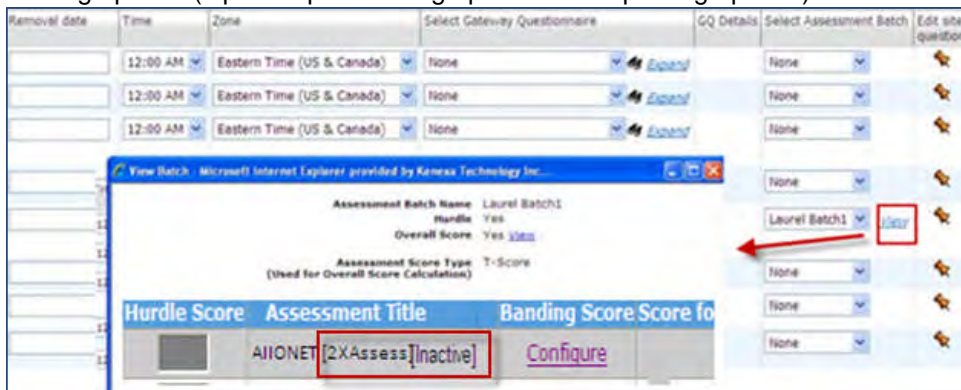 Removal date Time Zone Select Gateway Questionnaire GQ Details Select Assessment Batch Edit site
question
12:00 AM Eastern Time (US & Canada) None Expand None
12:00 AM Eastern Time (US & Canada) None Expand None
12:00 AM Eastern Time (US & Canada) None Expand None
View Batch - Microsoft Internet Explorer provided by Kenexa Technology Inc...
None
Assessment Batch Name Laurel Batch1
Hurdle Yes
Laurel Batch1 View
Overall Score Yes View
Assessment Score Type T-Score
(Used for Overall Score Calculation)
None
Hurdle Score Assessment Title Banding Score Score fo
None
AIIONET [2XAssess][Inactive] Configure
None